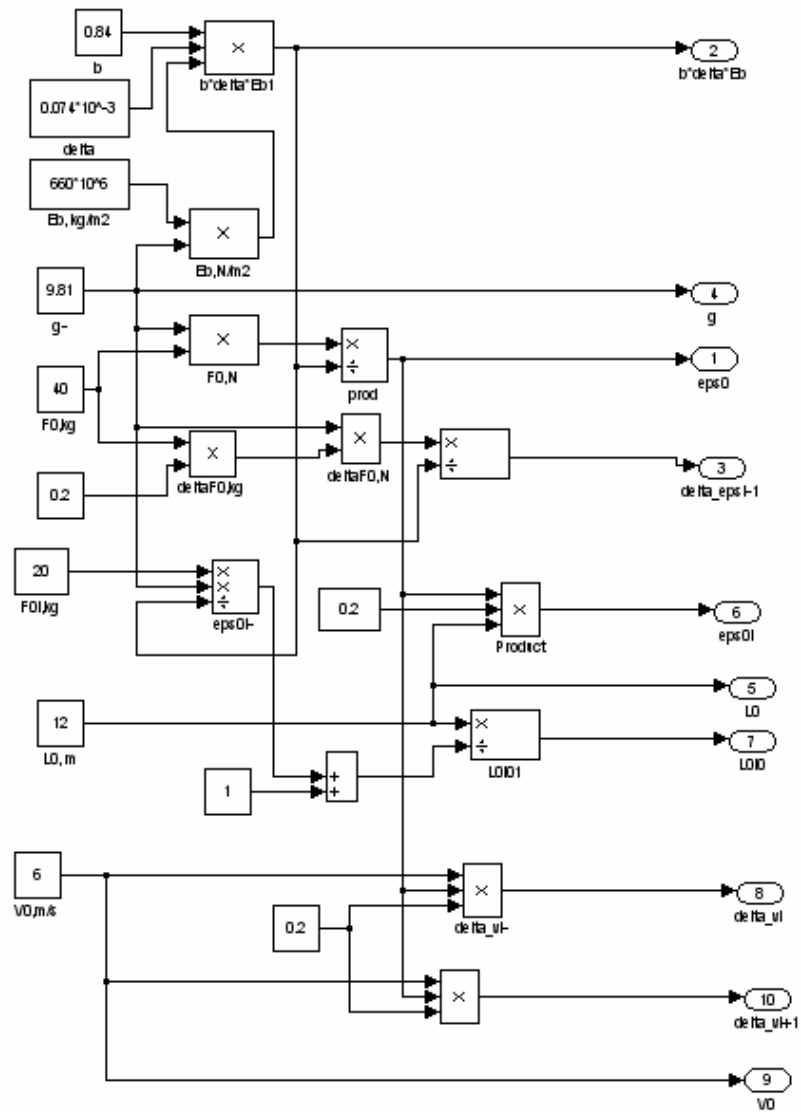 0.84
b
×
b*delta*Eb1
2
b*delta*Eb
0.074*10^-3
delta
660*10^6
Eb,kg/m2
×
Eb,N/m2
9.81
g-
4
g
×
F0,N
×
÷
prod
1
eps0
40
F0,kg
×
deltaF0,kg
×
deltaF0,N
×
÷
3
delta_epsi-1
0.2
20
F0i,kg
×
×
÷
eps0i-
0.2
×
Product
6
eps0i
5
L0
12
L0, m
×
÷
L0i01
7
L0i0
1
+
+
6
V0,m/s
×
delta_vi-
8
delta_vi
0.2
×
10
delta_vi+1
9
V0